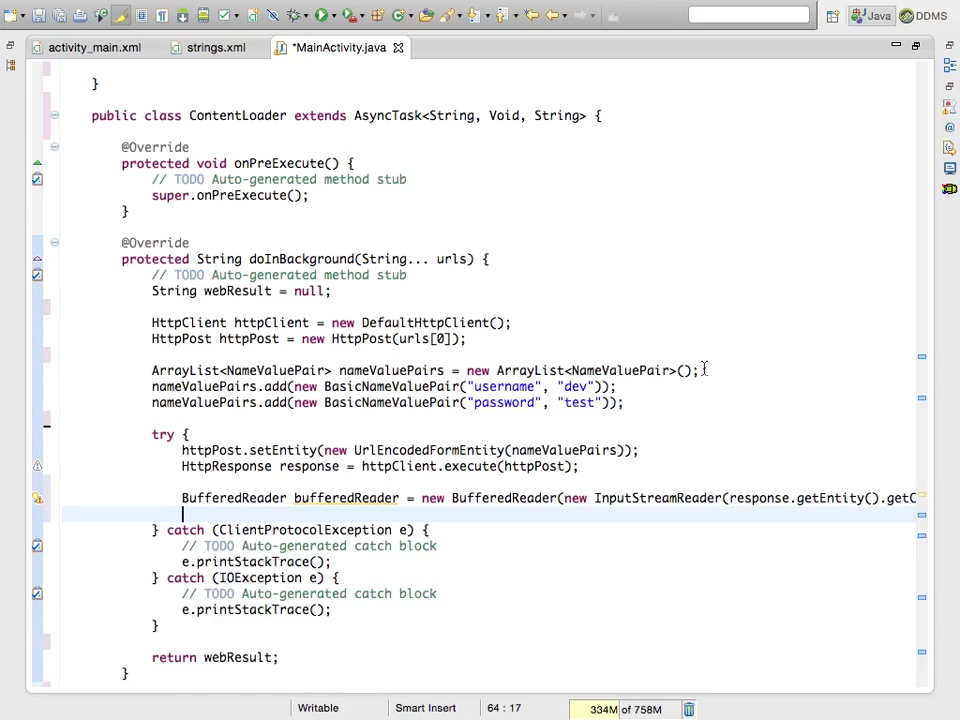 Java
DDMS
activity_main.xml
strings.xml
*MainActivity.java
}
public class ContentLoader extends AsyncTask<String, Void, String> {
@Override
protected void onPreExecute() {
// TODO Auto-generated method stub
super.onPreExecute();
}
@Override
protected String doInBackground(String... urls) {
// TODO Auto-generated method stub
String webResult = null;
HttpClient httpClient = new DefaultHttpClient();
HttpPost httpPost = new HttpPost(urls[0]);
ArrayList<NameValuePair> nameValuePairs = new ArrayList<NameValuePair>();
nameValuePairs.add(new BasicNameValuePair("username", "dev"));
nameValuePairs.add(new BasicNameValuePair("password", "test"));
try {
httpPost.setEntity(new UrlEncodedFormEntity(nameValuePairs));
HttpResponse response = httpClient.execute(httpPost);
BufferedReader bufferedReader = new BufferedReader(new InputStreamReader(response.getEntity().getC
} catch (ClientProtocolException e) {
// TODO Auto-generated catch block
e.printStackTrace();
} catch (IOException e) {
// TODO Auto-generated catch block
e.printStackTrace();
}
return webResult;
}
Writable
Smart Insert
64 : 17
334M of 758M